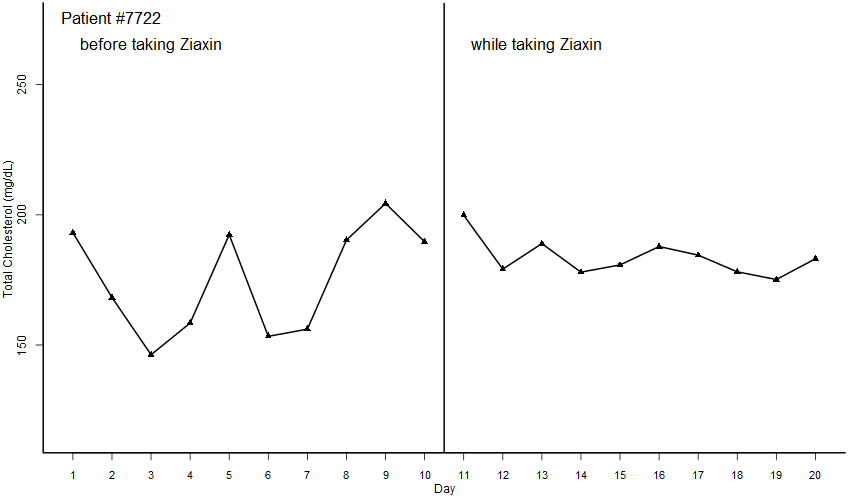 Patient #7722
before taking Ziaxin
while taking Ziaxin
Total Cholesterol (mg/dL)
250
200
150
1 2 3 4 5 6 7 8 9 10 11 12 13 14 15 16 17 18 19 20
Day